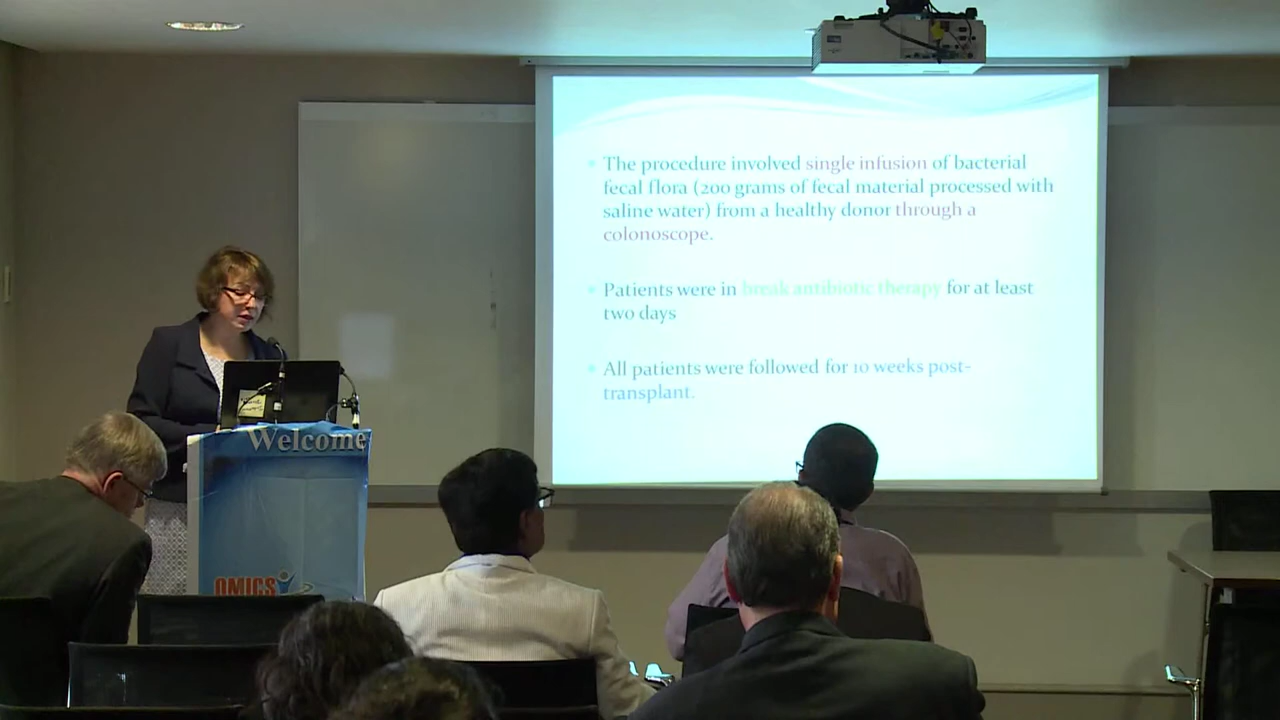 The procedure involved single infusion of bacterial
fecal flora (200 grams of fecal material processed with
saline water) from a healthy donor through a
colonoscope.
Patients were in break antibiotic therapy for at least
two days
All patients were followed for 10 weeks post-
transplant.
Welcome
OMICS